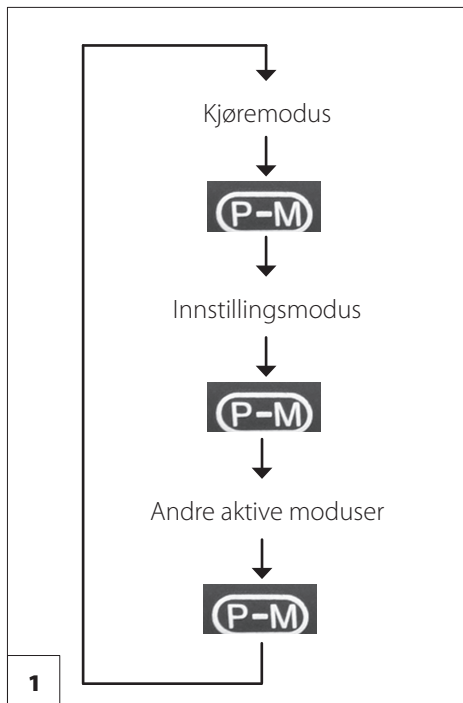 Kjøremodus
P-M
Innstillingsmodus
P-M
Andre aktive moduser
P-M
1